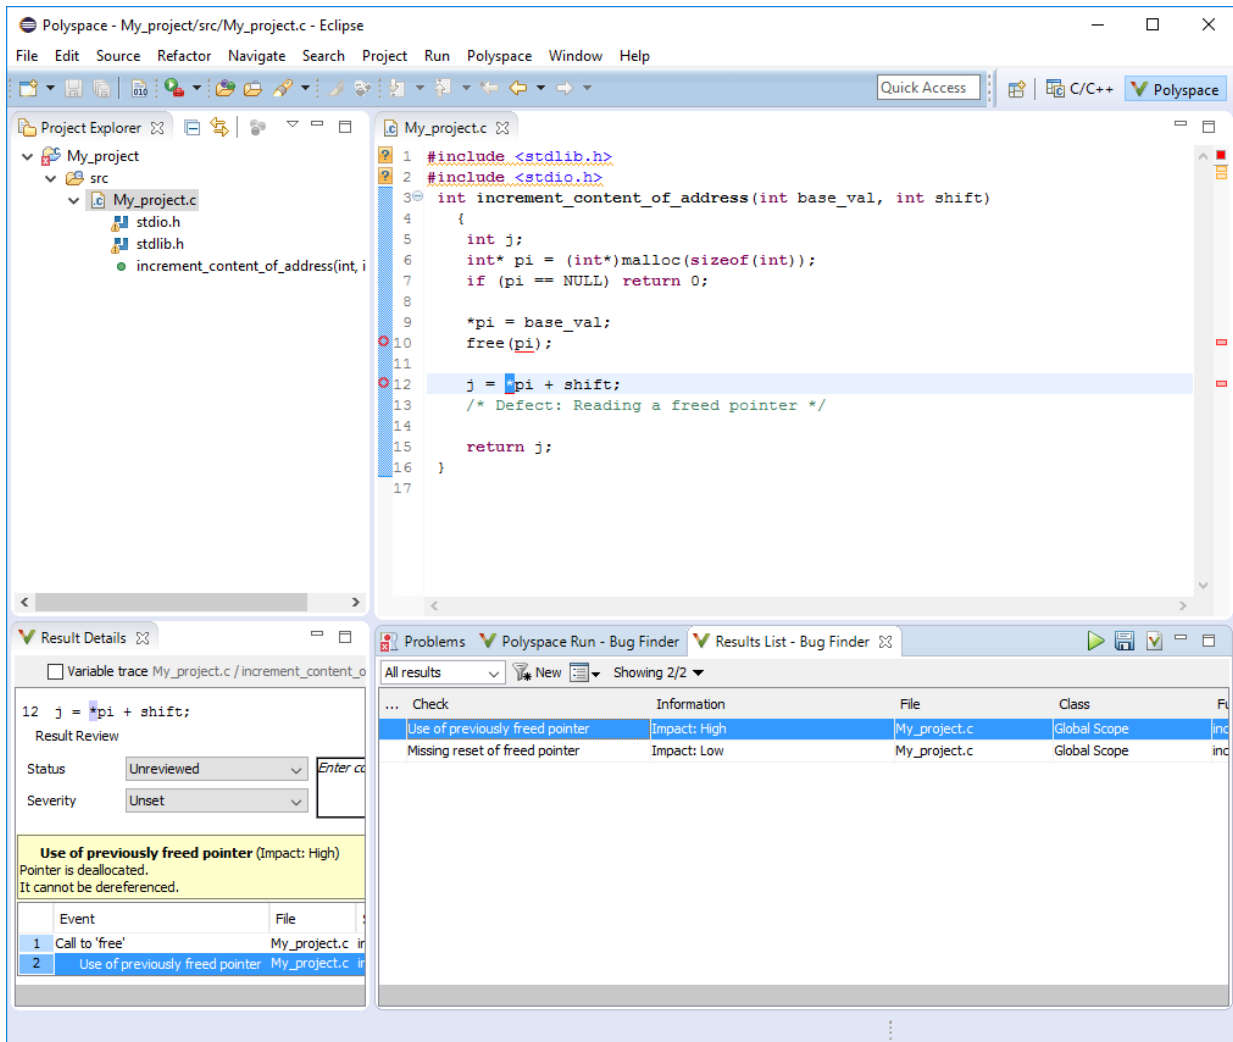 Polyspace - My_project/src/My_project.c - Eclipse
File Edit Source Refactor Navigate Search Project Run Polyspace Window Help
010 Quick Access C/C++ Polyspace
Project Explorer
My_project
src
My_project.c
stdio.h
stdlib.h
increment_content_of_address(int, i
My_project.c
1 #include <stdlib.h>
2 #include <stdio.h>
3 int increment_content_of_address(int base_val, int shift)
4 {
5 int j;
6 int* pi = (int*)malloc(sizeof(int));
7 if (pi == NULL) return 0;
8
9 *pi = base_val;
10 free(pi);
11
12 j = *pi + shift;
13 /* Defect: Reading a freed pointer */
14
15 return j;
16 }
17
Result Details
Variable trace My_project.c / increment_content_o
12 j = *pi + shift;
Result Review
Status Unreviewed Enter co
Severity Unset
Use of previously freed pointer (Impact: High)
Pointer is deallocated.
It cannot be dereferenced.
Event File
1 Call to 'free' My_project.c in
2 Use of previously freed pointer My_project.c in
Problems Polyspace Run - Bug Finder Results List - Bug Finder
All results New Showing 2/2
... Check Information File Class Fu
Use of previously freed pointer Impact: High My_project.c Global Scope inc
Missing reset of freed pointer Impact: Low My_project.c Global Scope inc